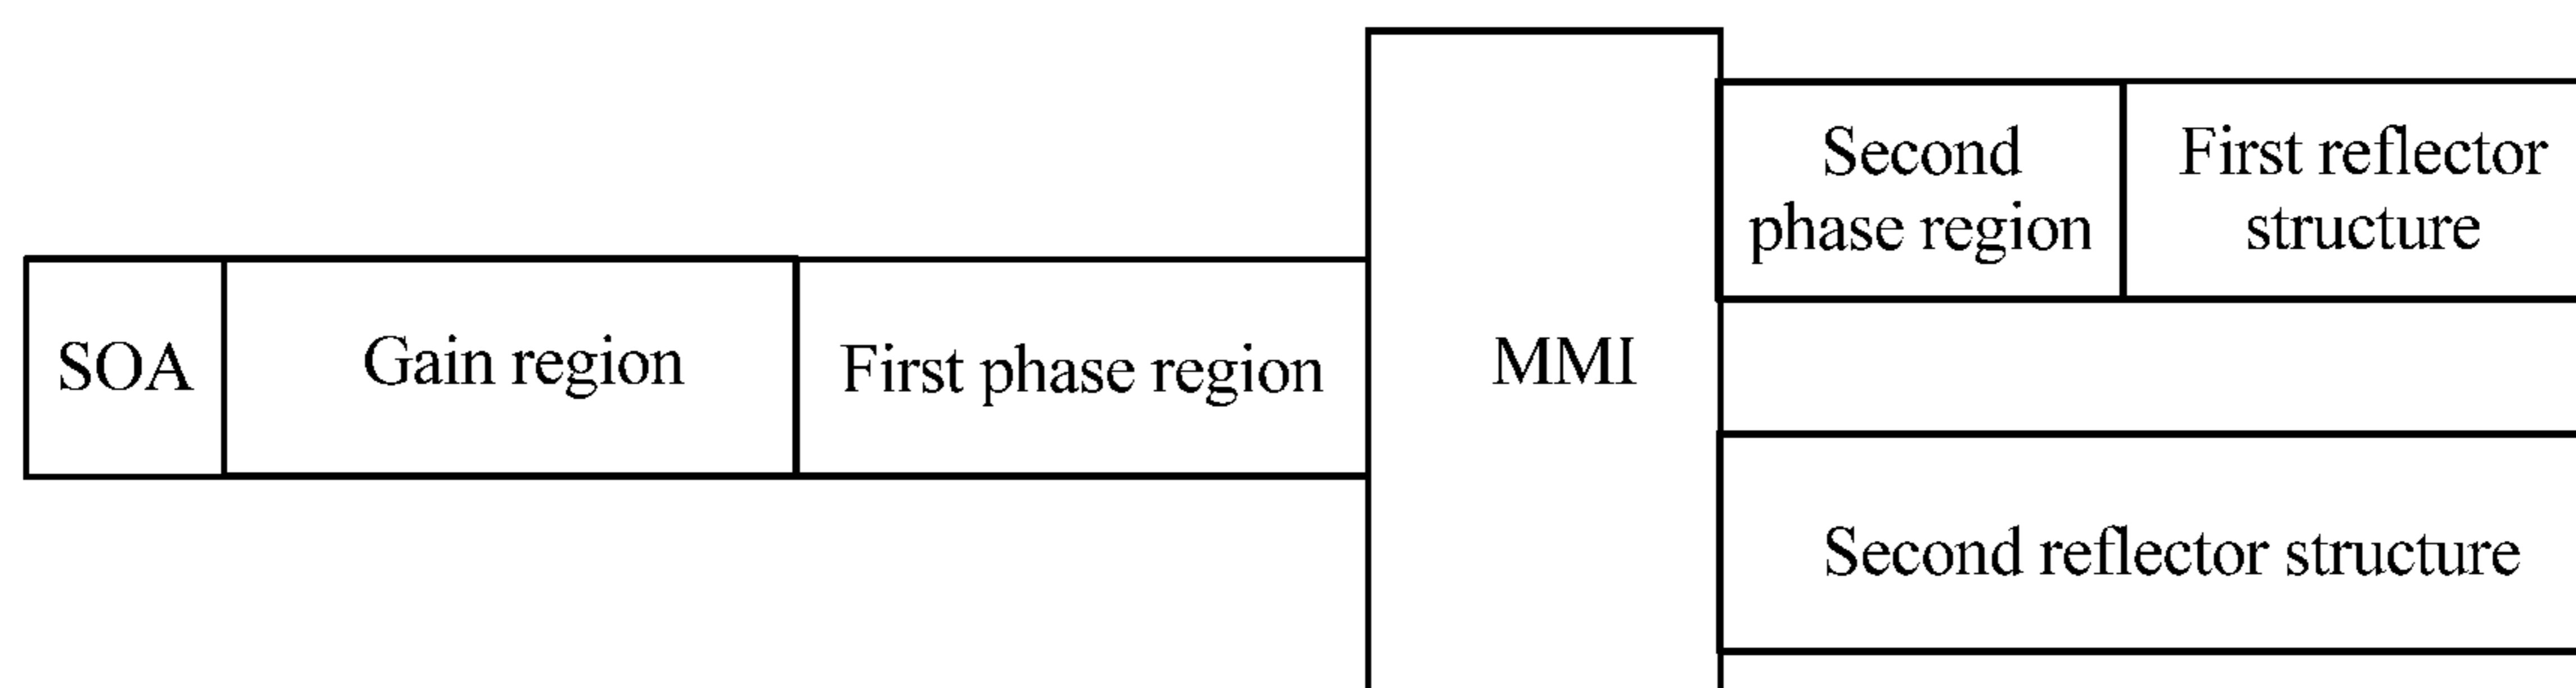 SOA
Gain region
First phase region
MMI
Second
phase region
First reflector
structure
Second reflector structure